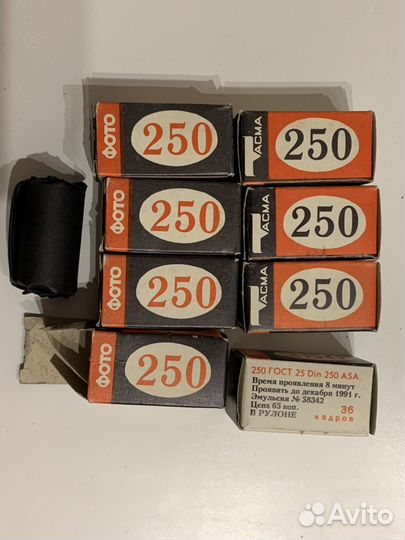 ФОТО
250
ТАСМА
250
ФОТО
250
ТАСМА
250
ФОТО
250
ТАСМА
250
ФОТО
250
250 ГОСТ 25 Din 250 ASA
Время проявления 8 минут
Проявить до декабря 1991 г.
Эмульсия № 58342
Цена 65 коп.
В РУЛОНЕ
36
кадров
Avito